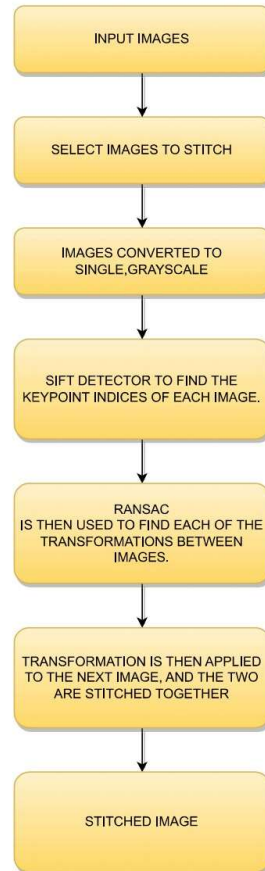 INPUT IMAGES
SELECT IMAGES TO STITCH
IMAGES CONVERTED TO
SINGLE,GRAYSCALE
SIFT DETECTOR TO FIND THE
KEYPOINT INDICES OF EACH IMAGE.
RANSAC
IS THEN USED TO FIND EACH OF THE
TRANSFORMATIONS BETWEEN
IMAGES.
TRANSFORMATION IS THEN APPLIED
TO THE NEXT IMAGE, AND THE TWO
ARE STITCHED TOGETHER
STITCHED IMAGE